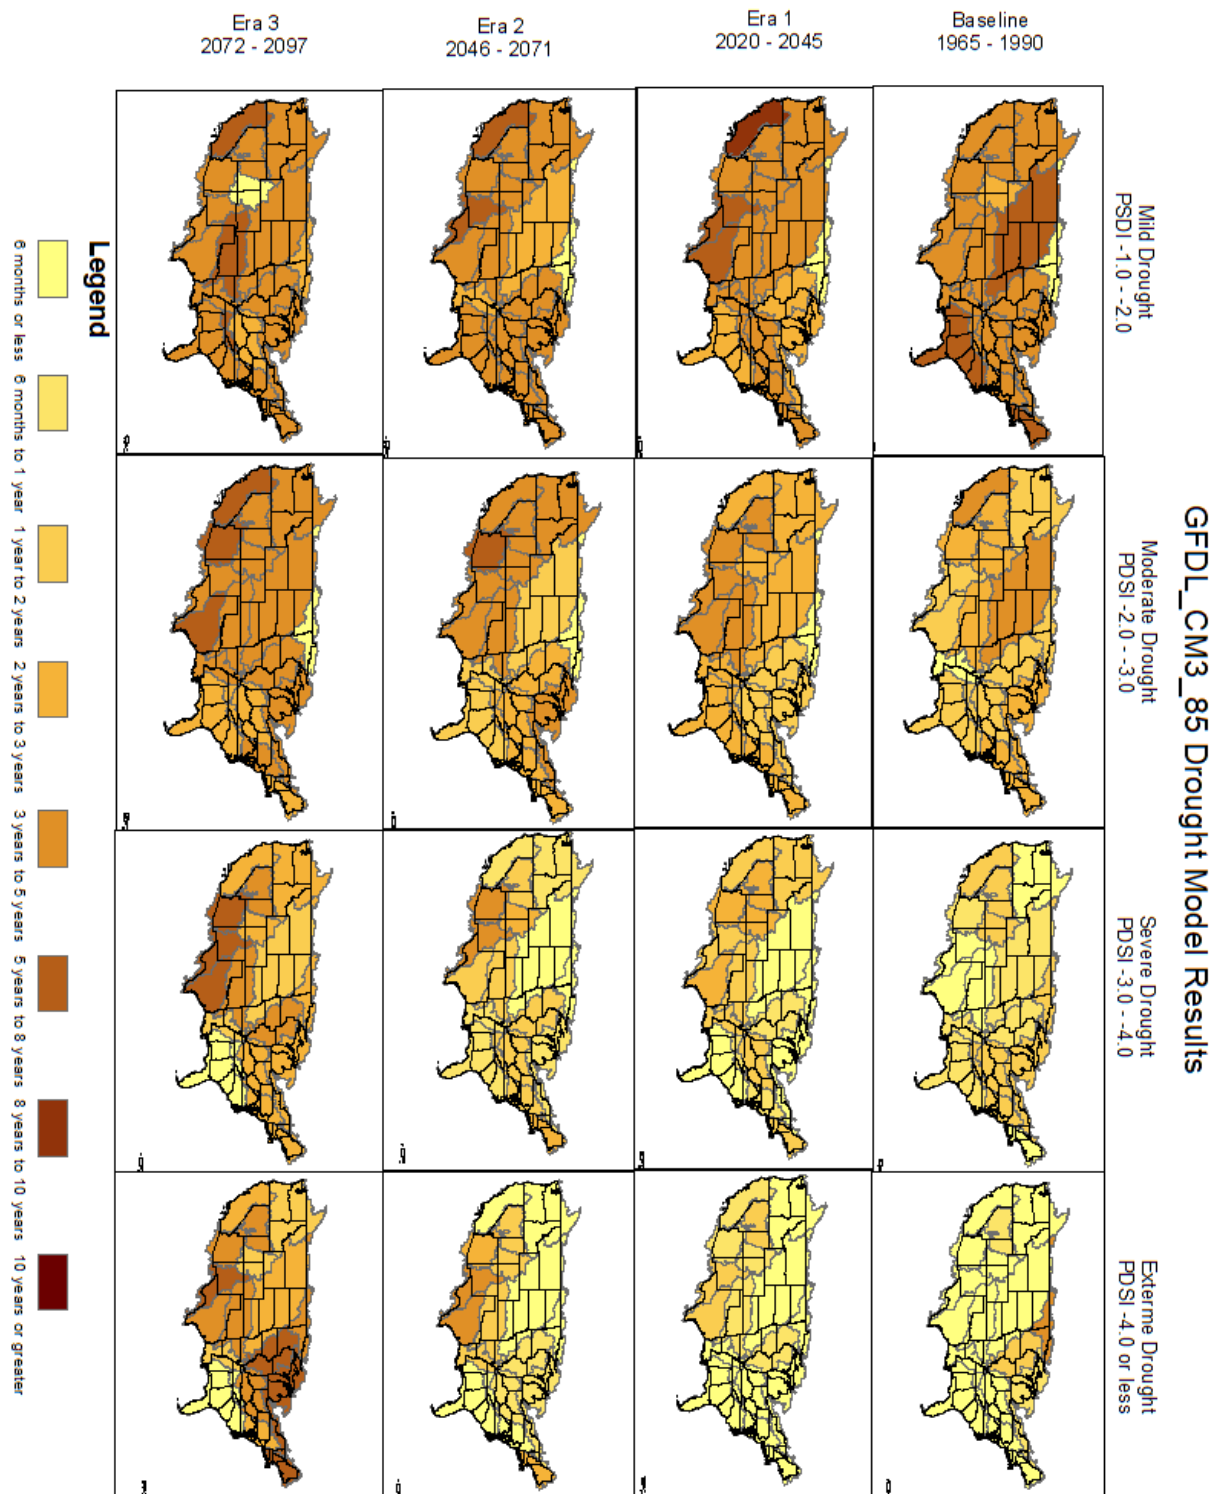 GFDL_CM3_85 Drought Model Results
Mild Drought
PSDI -1.0 - -2.0
Moderate Drought
PDSI -2.0 - -3.0
Severe Drought
PDSI -3.0 - -4.0
Exterme Drought
PDSI -4.0 or less
Baseline
1965 - 1990
Era 1
2020 - 2045
Era 2
2046 - 2071
Era 3
2072 - 2097
Legend
6 months or less
6 months to 1 year
1 year to 2 years
2 years to 3 years
3 years to 5 years
5 years to 8 years
8 years to 10 years
10 years or greater